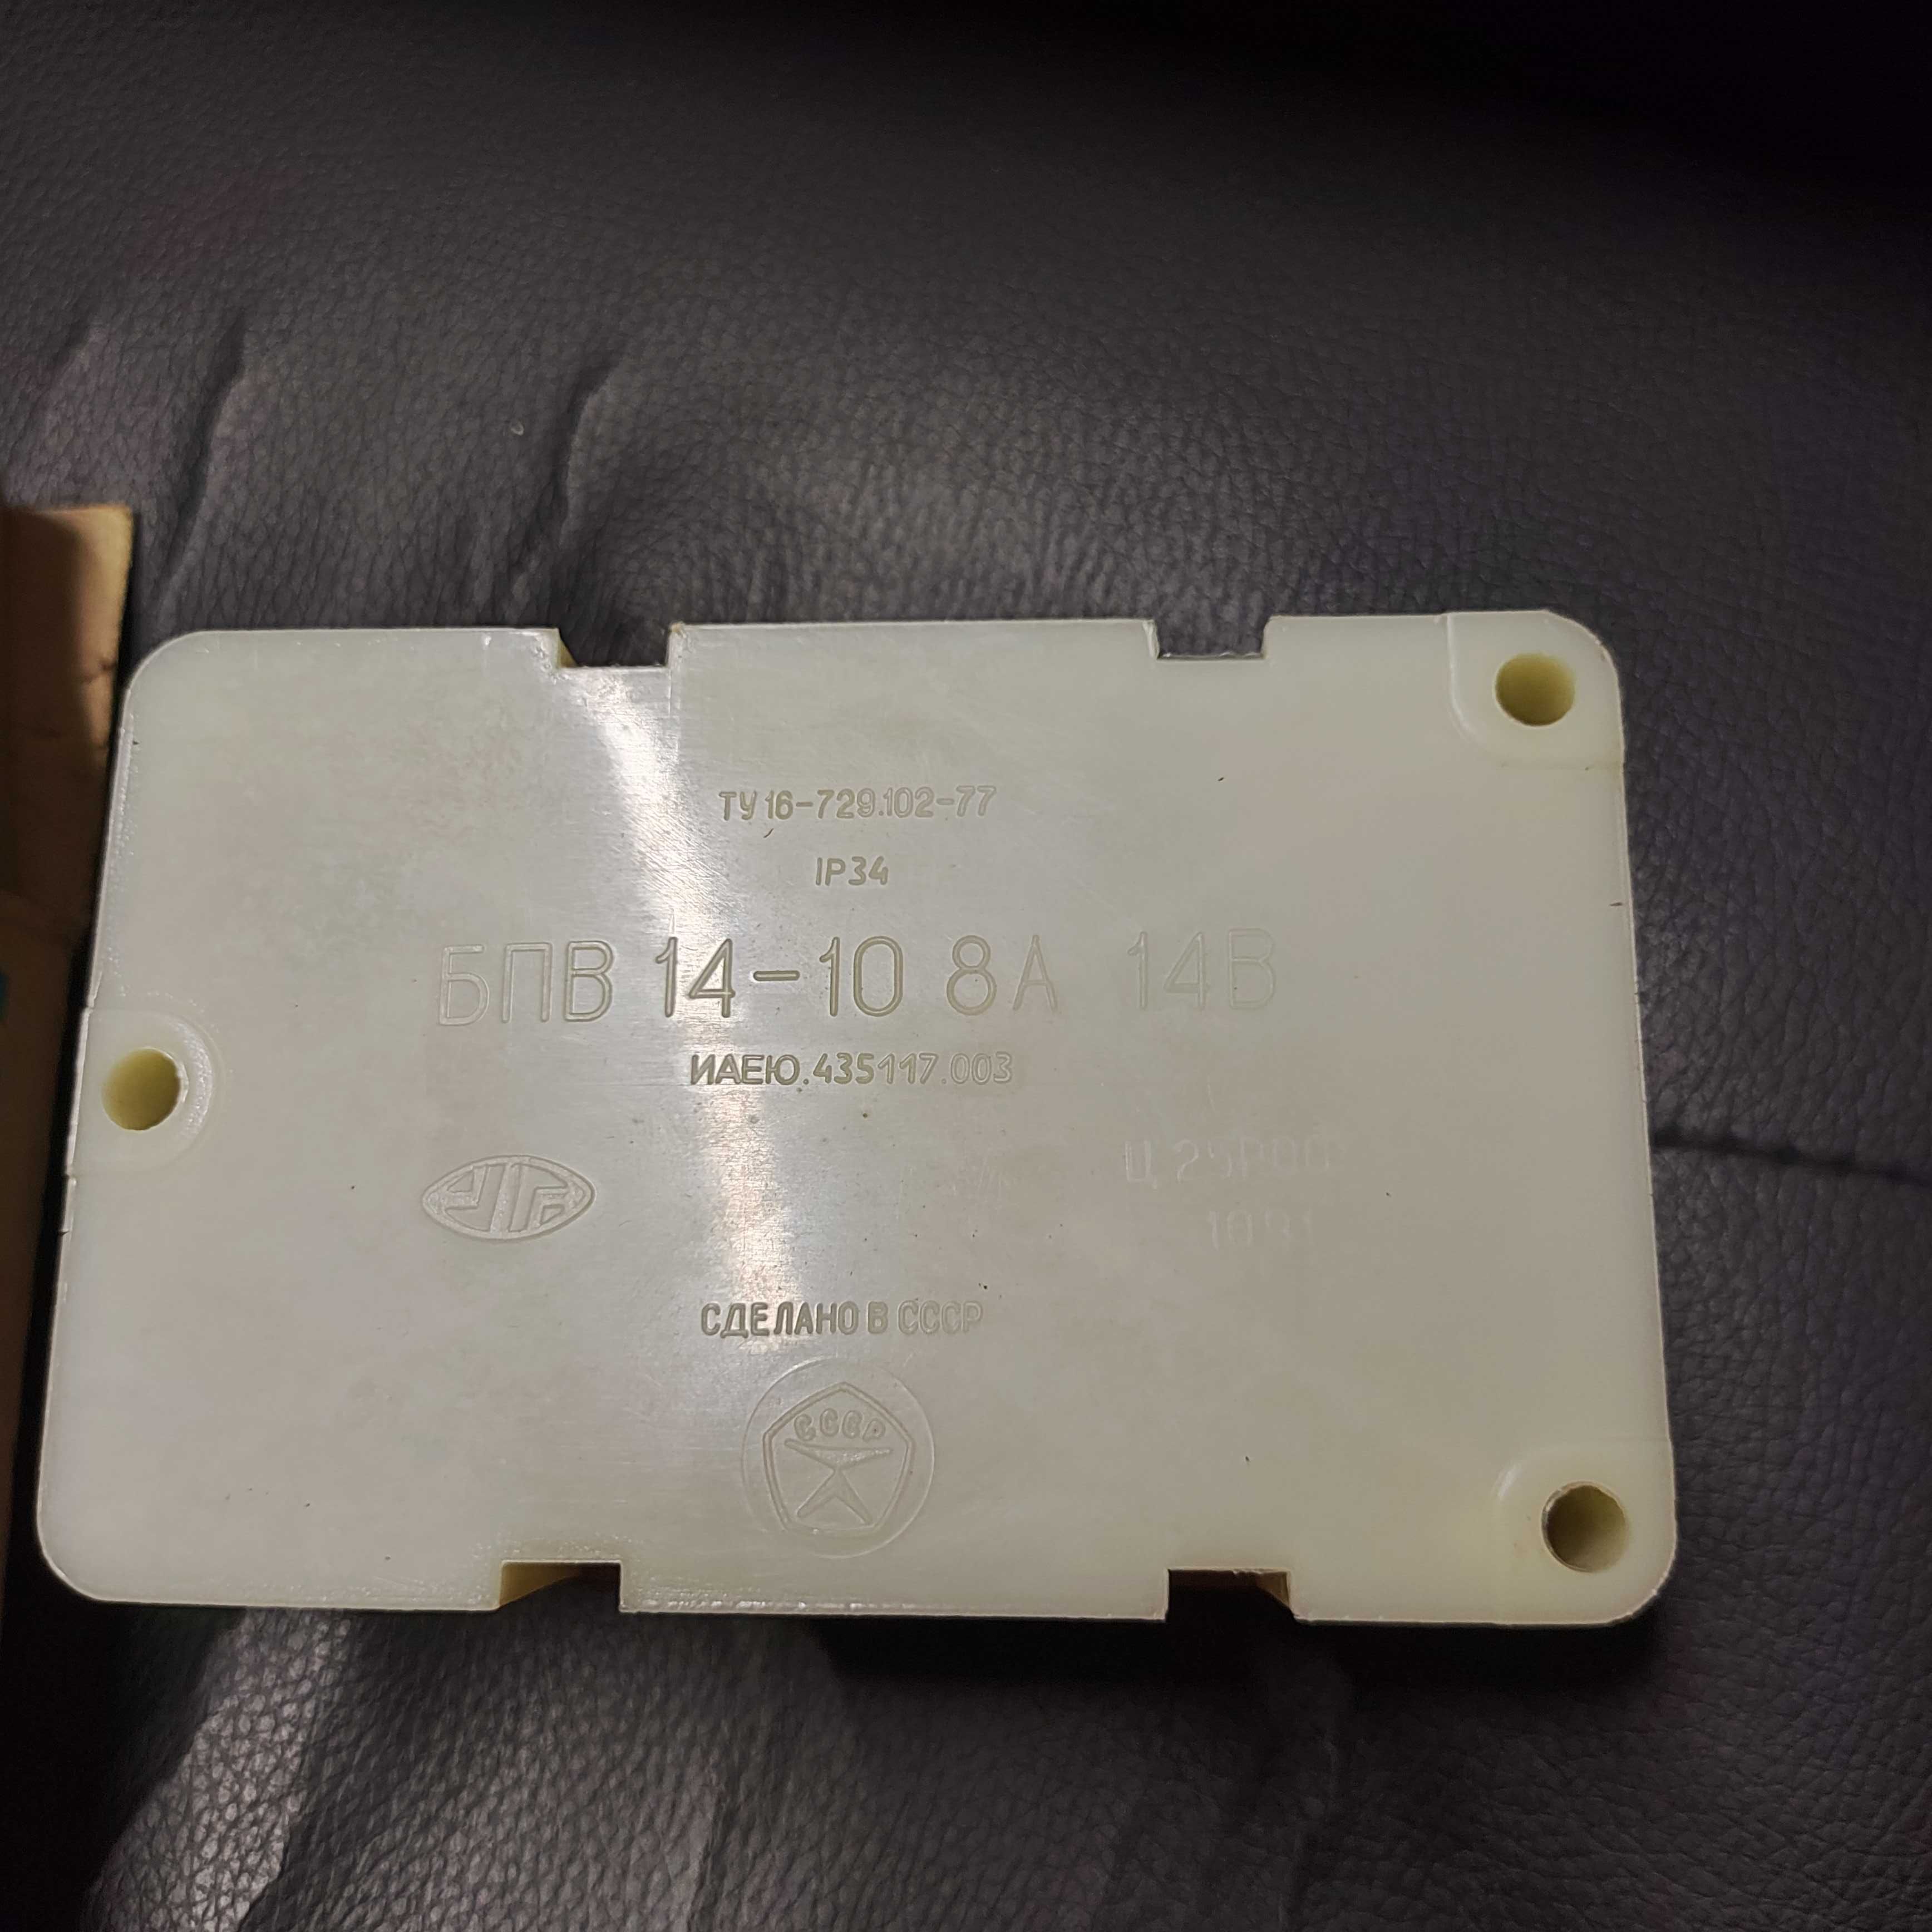 ТУ 16-729.102-77
IP34
БПВ 14-10 8А 14В
ИАЕЮ.435117.003
СДЕЛАНО В СССР
СССР